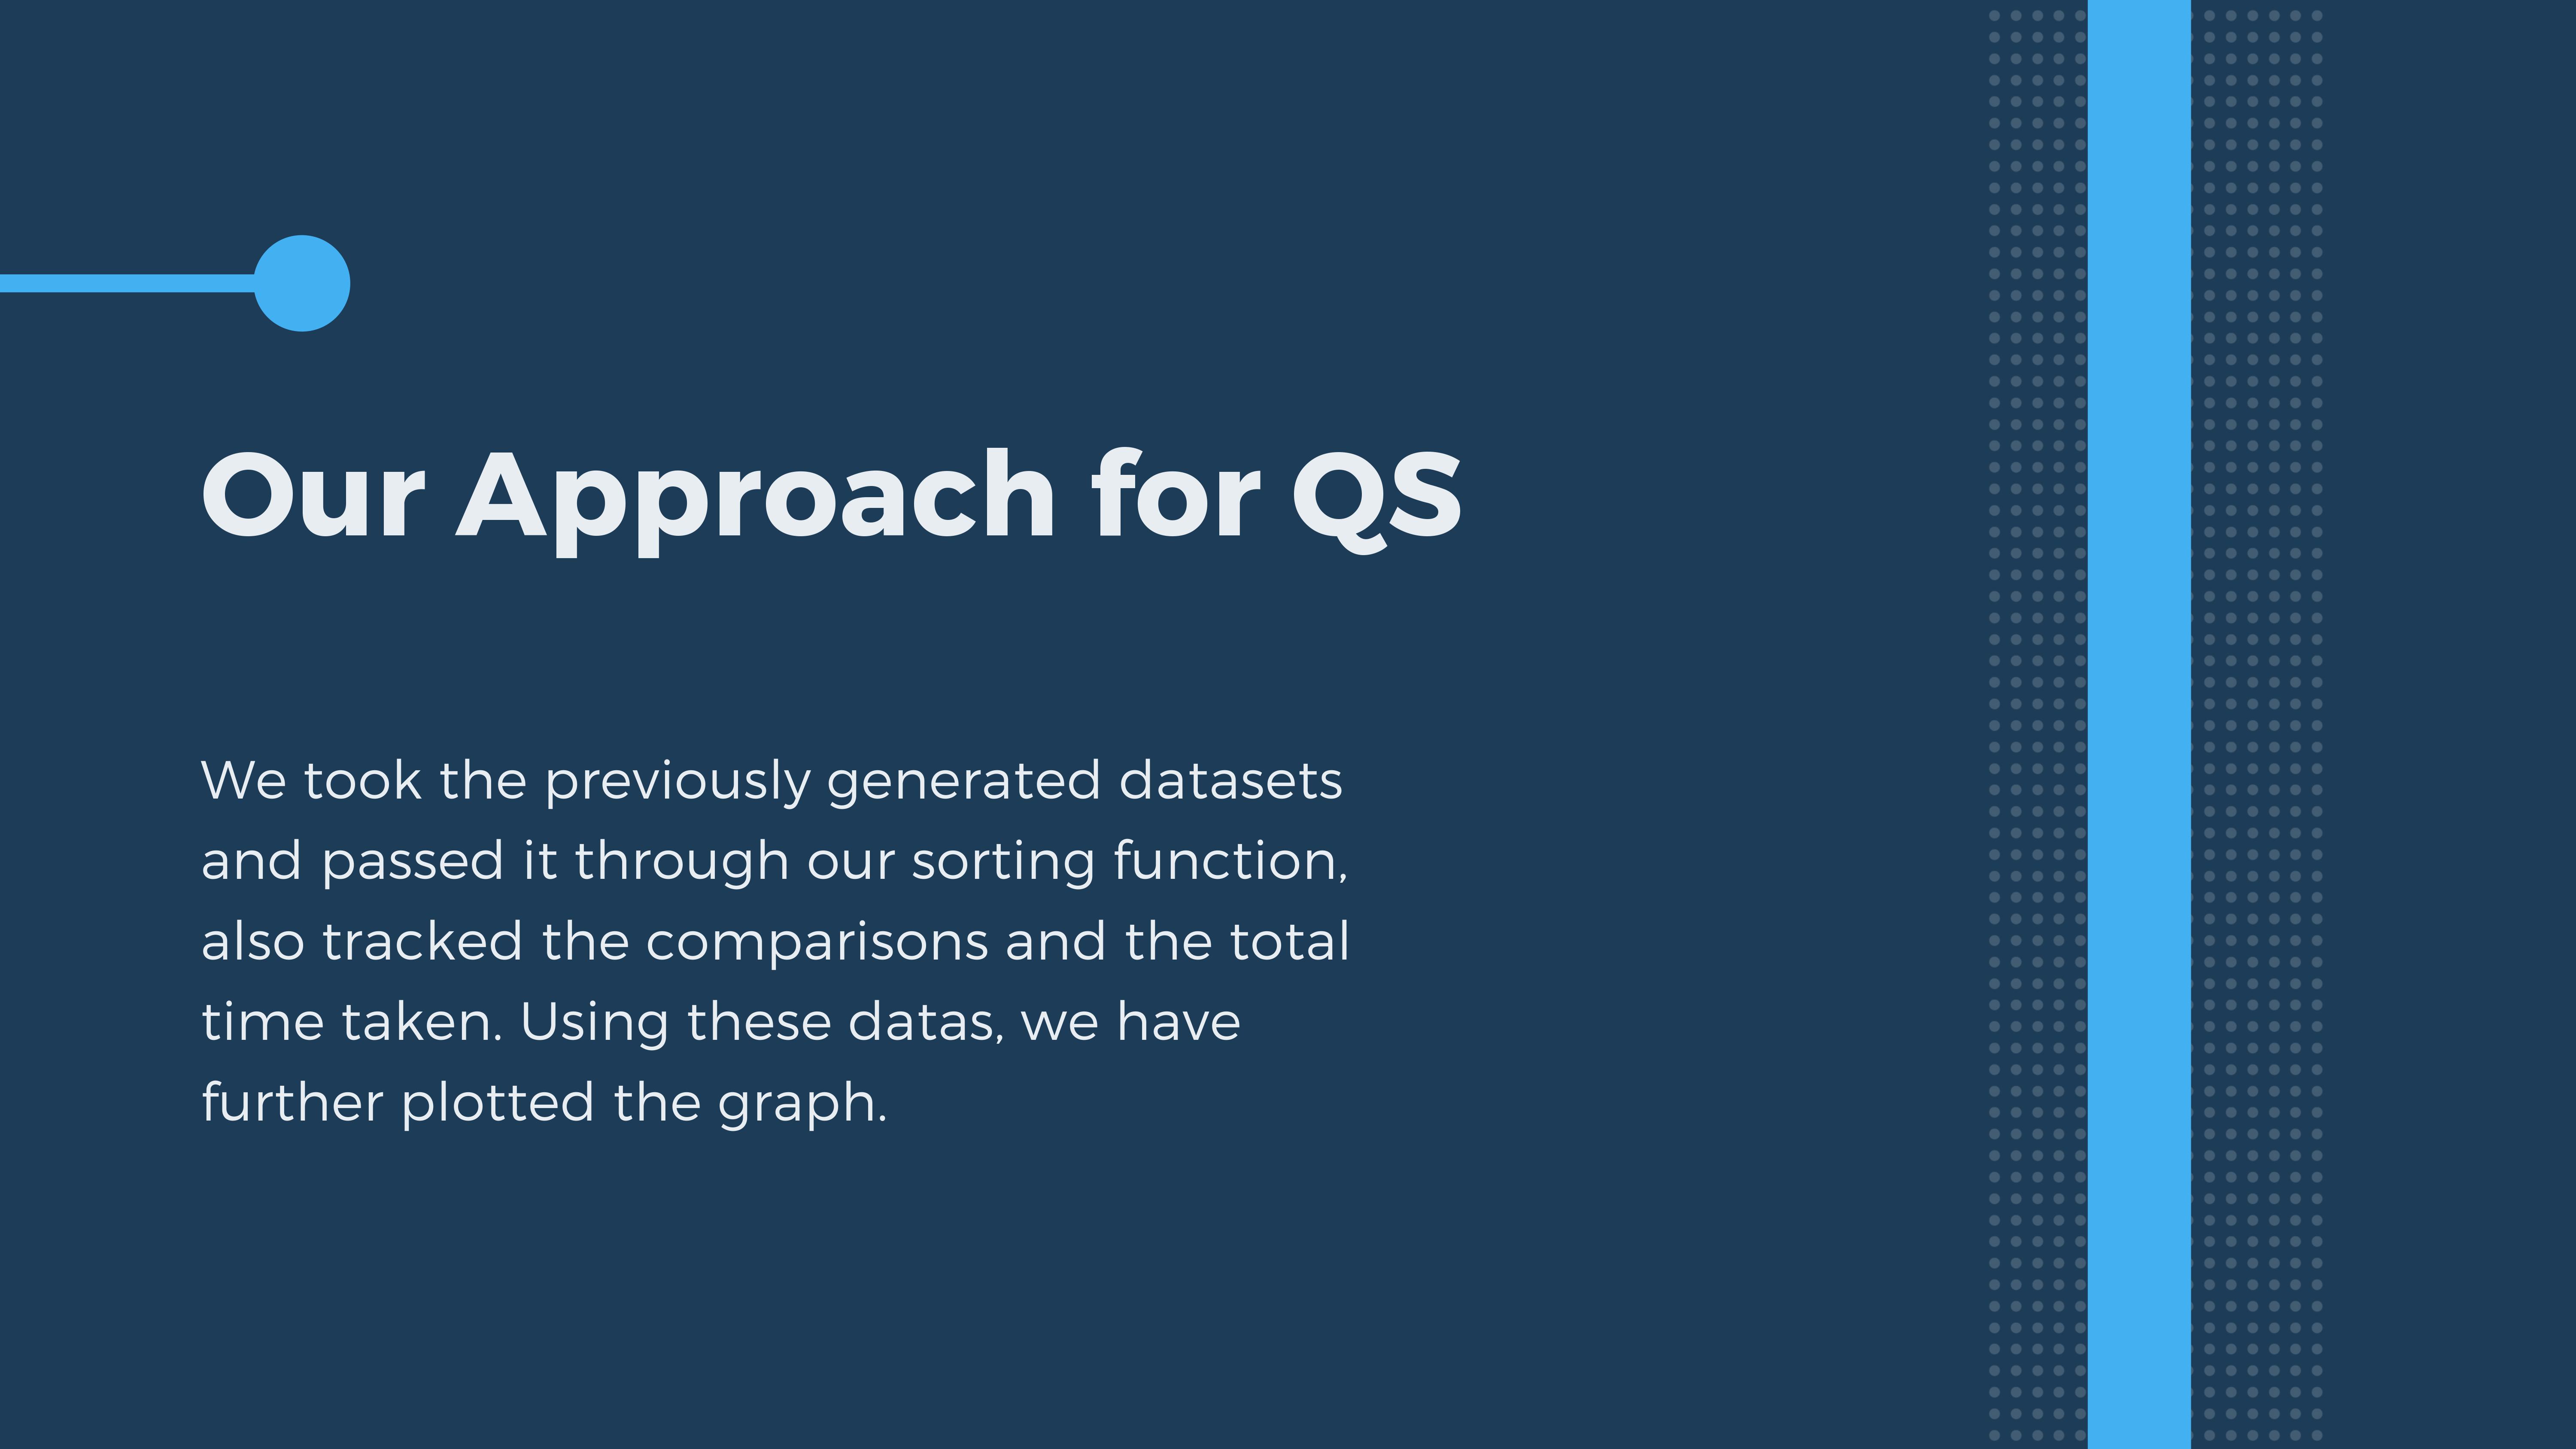 Our Approach for QS
We took the previously generated datasets
and passed it through our sorting function,
also tracked the comparisons and the total
time taken. Using these datas, we have
further plotted the graph.